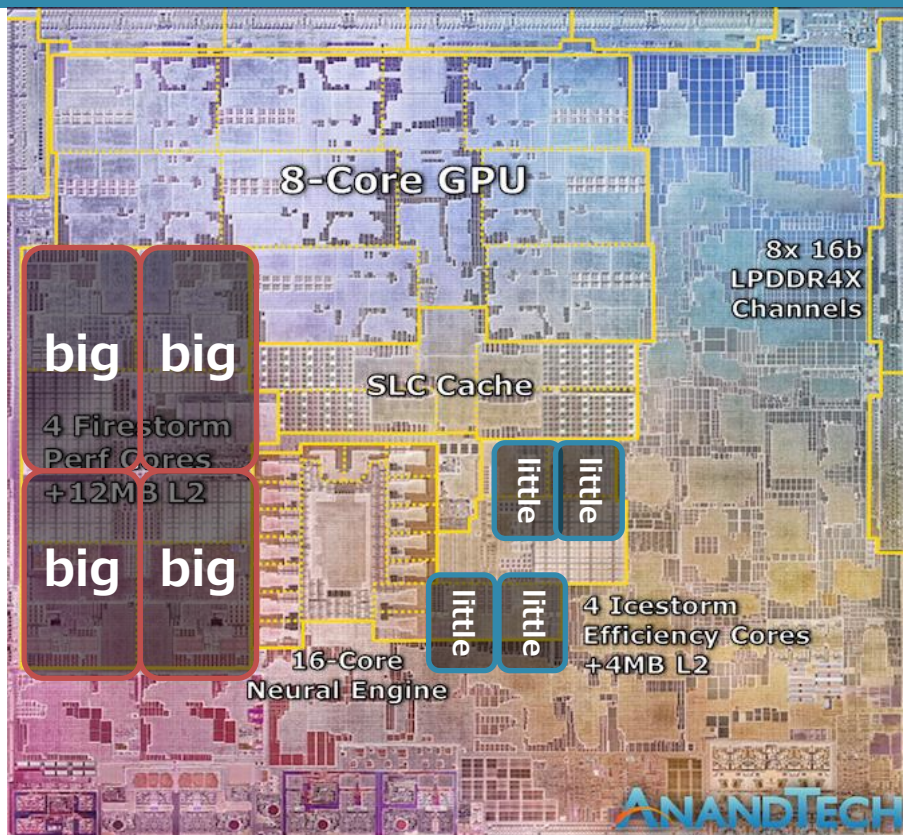 8-Core GPU
8x 16b
LPDDR4X
Channels
big big
SLC Cache
4 Firestorm
Perf Cores
+12MB L2
big big
little little
little little
4 Icestorm
Efficiency Cores
+4MB L2
16-Core
Neural Engine
ANANDTECH